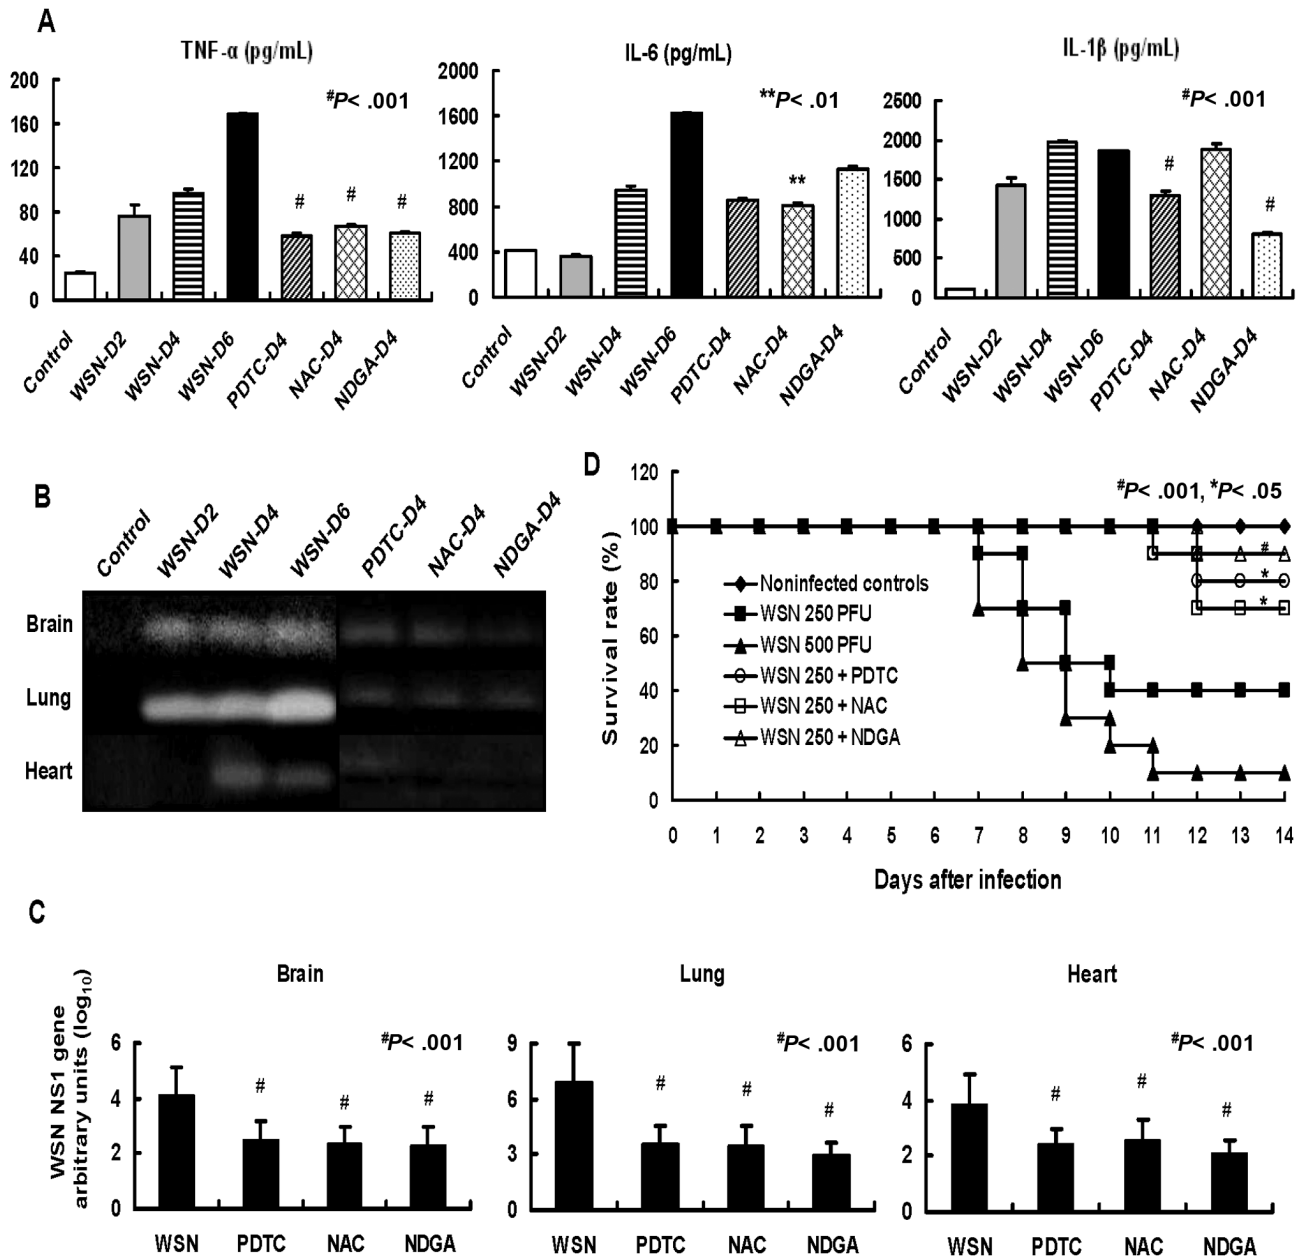 A
TNF-α (pg/mL)
#P< .001
200
160
120
80
40
0
# # #
Control WSN-D2 WSN-D4 WSN-D6 PDTC-D4 NAC-D4 NDGA-D4
IL-6 (pg/mL)
**P< .01
2000
1600
1200
800
400
0
**
Control WSN-D2 WSN-D4 WSN-D6 PDTC-D4 NAC-D4 NDGA-D4
IL-1β (pg/mL)
#P< .001
2500
2000
1500
1000
500
0
# #
Control WSN-D2 WSN-D4 WSN-D6 PDTC-D4 NAC-D4 NDGA-D4
B
Control WSN-D2 WSN-D4 WSN-D6 PDTC-D4 NAC-D4 NDGA-D4
Brain
Lung
Heart
D
#P< .001, *P< .05
Survival rate (%)
120
100
80
60
40
20
0
#
*
*
Noninfected controls
WSN 250 PFU
WSN 500 PFU
WSN 250 + PDTC
WSN 250 + NAC
WSN 250 + NDGA
0 1 2 3 4 5 6 7 8 9 10 11 12 13 14
Days after infection
C
WSN NS1 gene
arbitrary units (log10)
Brain
#P< .001
6
4
2
0
# # #
WSN PDTC NAC NDGA
Lung
#P< .001
9
6
3
0
# # #
WSN PDTC NAC NDGA
Heart
#P< .001
6
4
2
0
# # #
WSN PDTC NAC NDGA